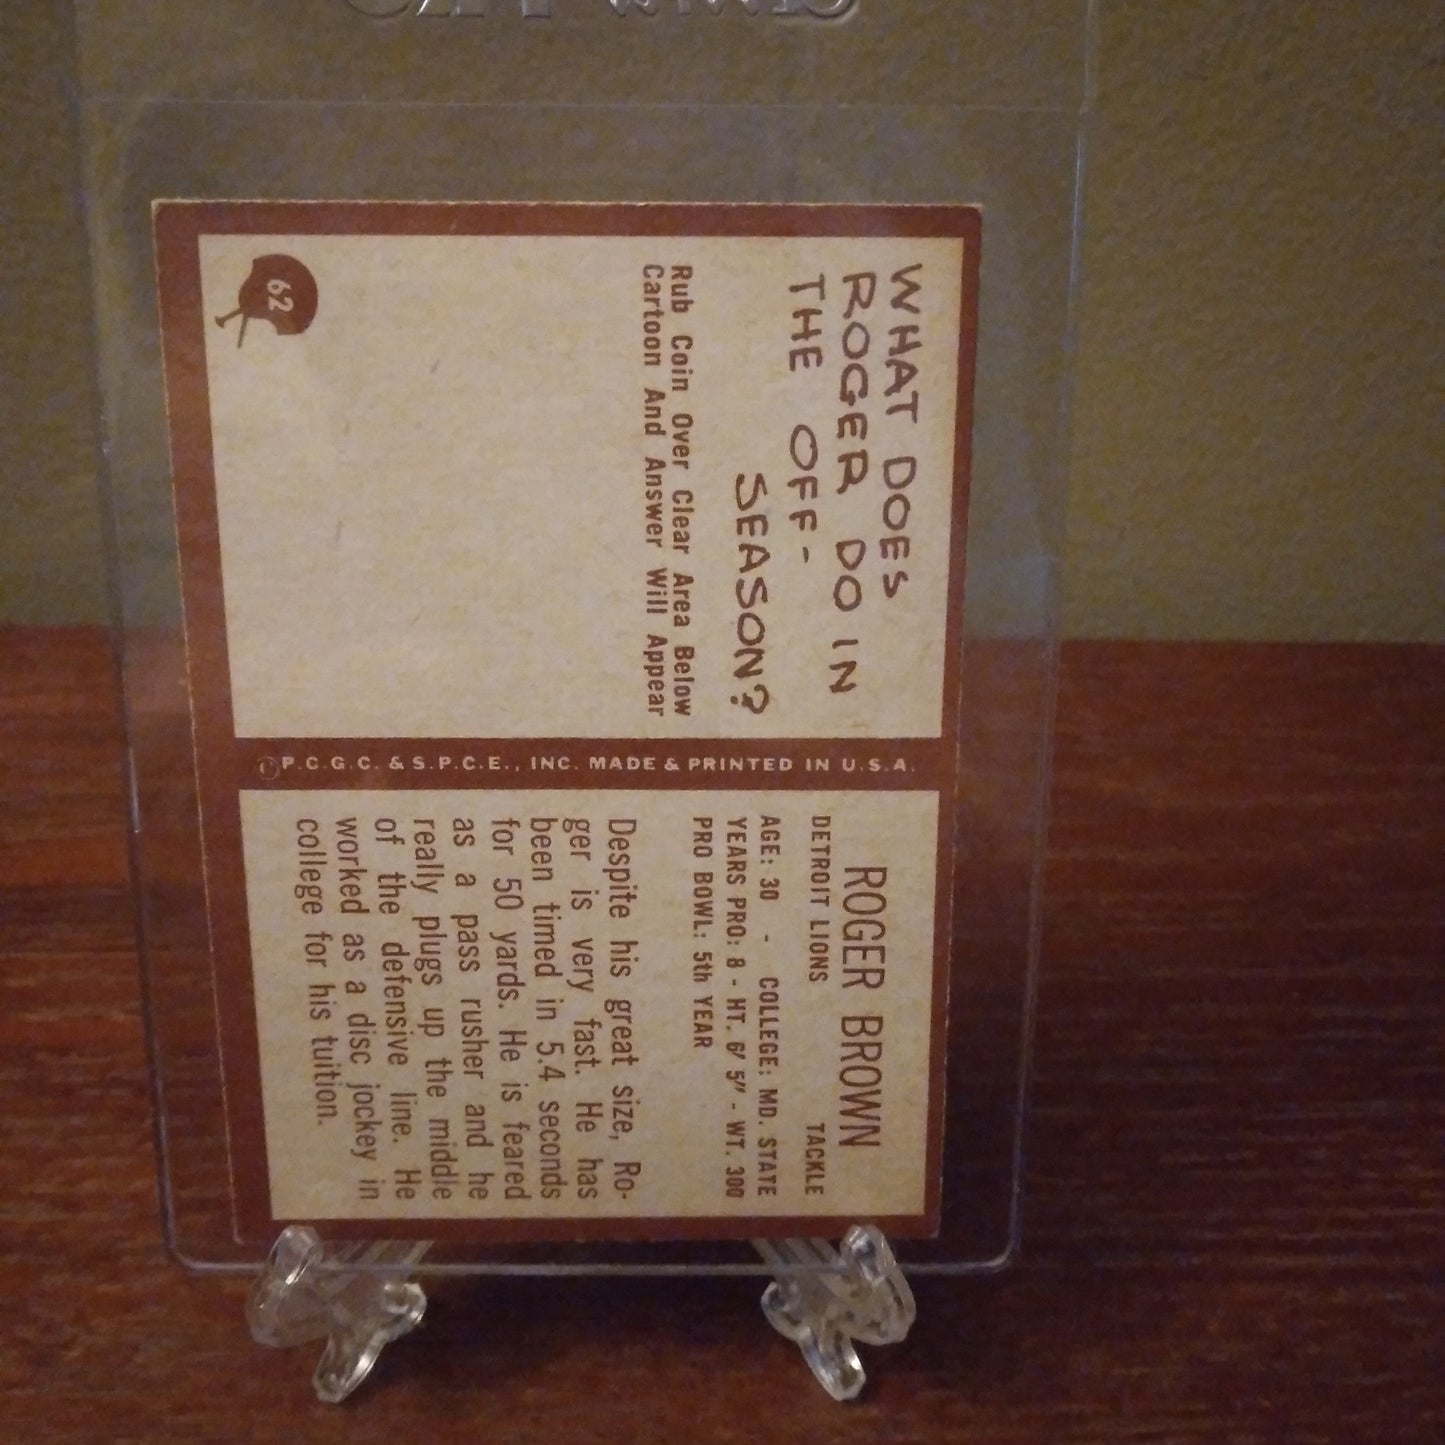 WHAT DOES
ROGER DO IN
THE OFF-
SEASON?
Rub Coin Over Clear Area Below
Cartoon And Answer Will Appear
62
©P.C.G.C. & S.P.C.E., INC. MADE & PRINTED IN U.S.A.
ROGER BROWN
DETROIT LIONS TACKLE
AGE: 30 - COLLEGE: MD. STATE
YEARS PRO: 8 - HT. 6' 5" - WT. 300
PRO BOWL: 5th YEAR
Despite his great size, Ro-
ger is very fast. He has
been timed in 5.4 seconds
for 50 yards. He is feared
as a pass rusher and he
really plugs up the middle
of the defensive line. He
worked as a disc jockey in
college for his tuition.